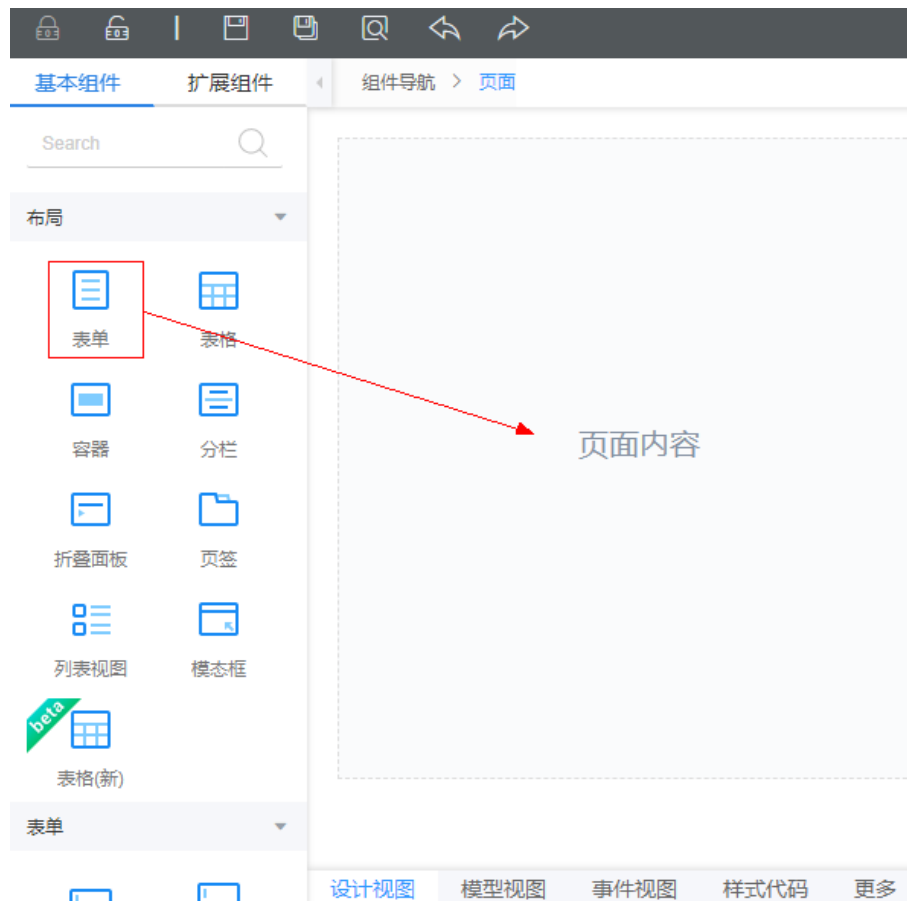 基本组件 扩展组件 组件导航 > 页面
Search
布局
表单 表格
页面内容
容器 分栏
折叠面板 页签
列表视图 模态框
beta
表格(新)
表单
设计视图 模型视图 事件视图 样式代码 更多